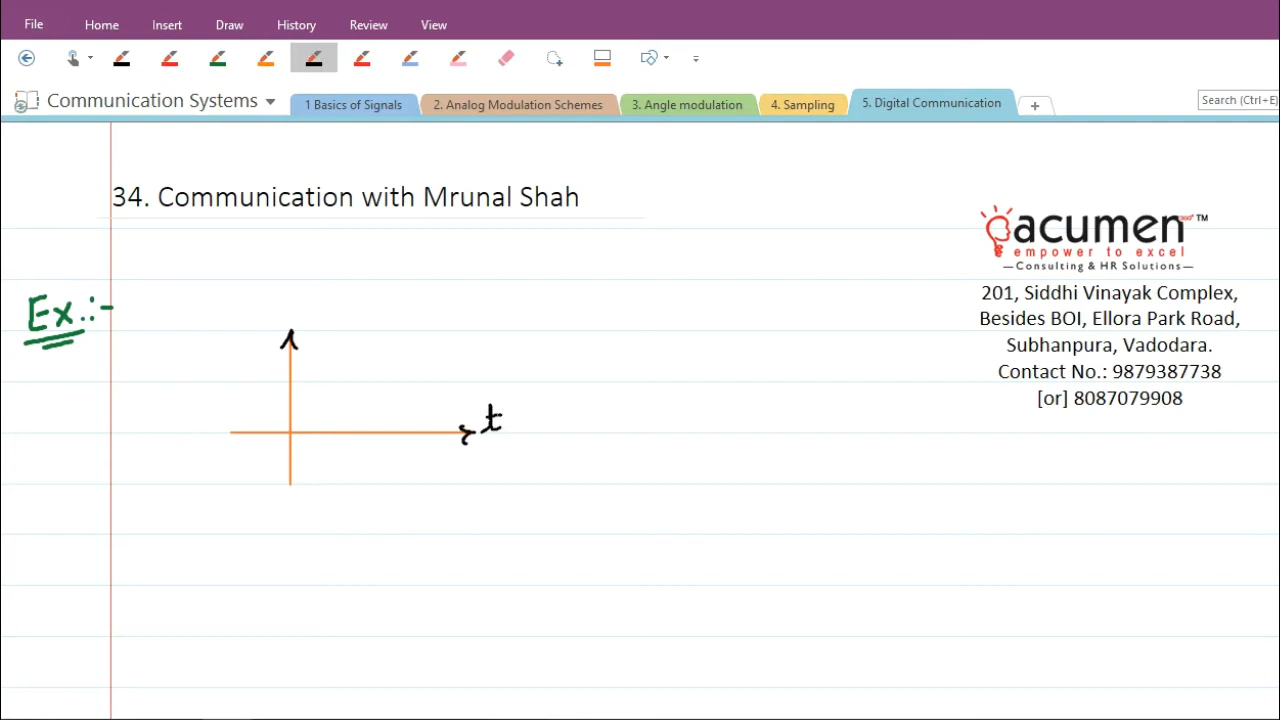 File Home Insert Draw History Review View
Communication Systems 1 Basics of Signals 2. Analog Modulation Schemes 3. Angle modulation 4. Sampling 5. Digital Communication + Search (Ctrl+E)
34. Communication with Mrunal Shah
acumen 360° TM
empower to excel
Consulting & HR Solutions
201, Siddhi Vinayak Complex,
Besides BOI, Ellora Park Road,
Subhanpura, Vadodara.
Contact No.: 9879387738
[or] 8087079908
Ex.:-
t